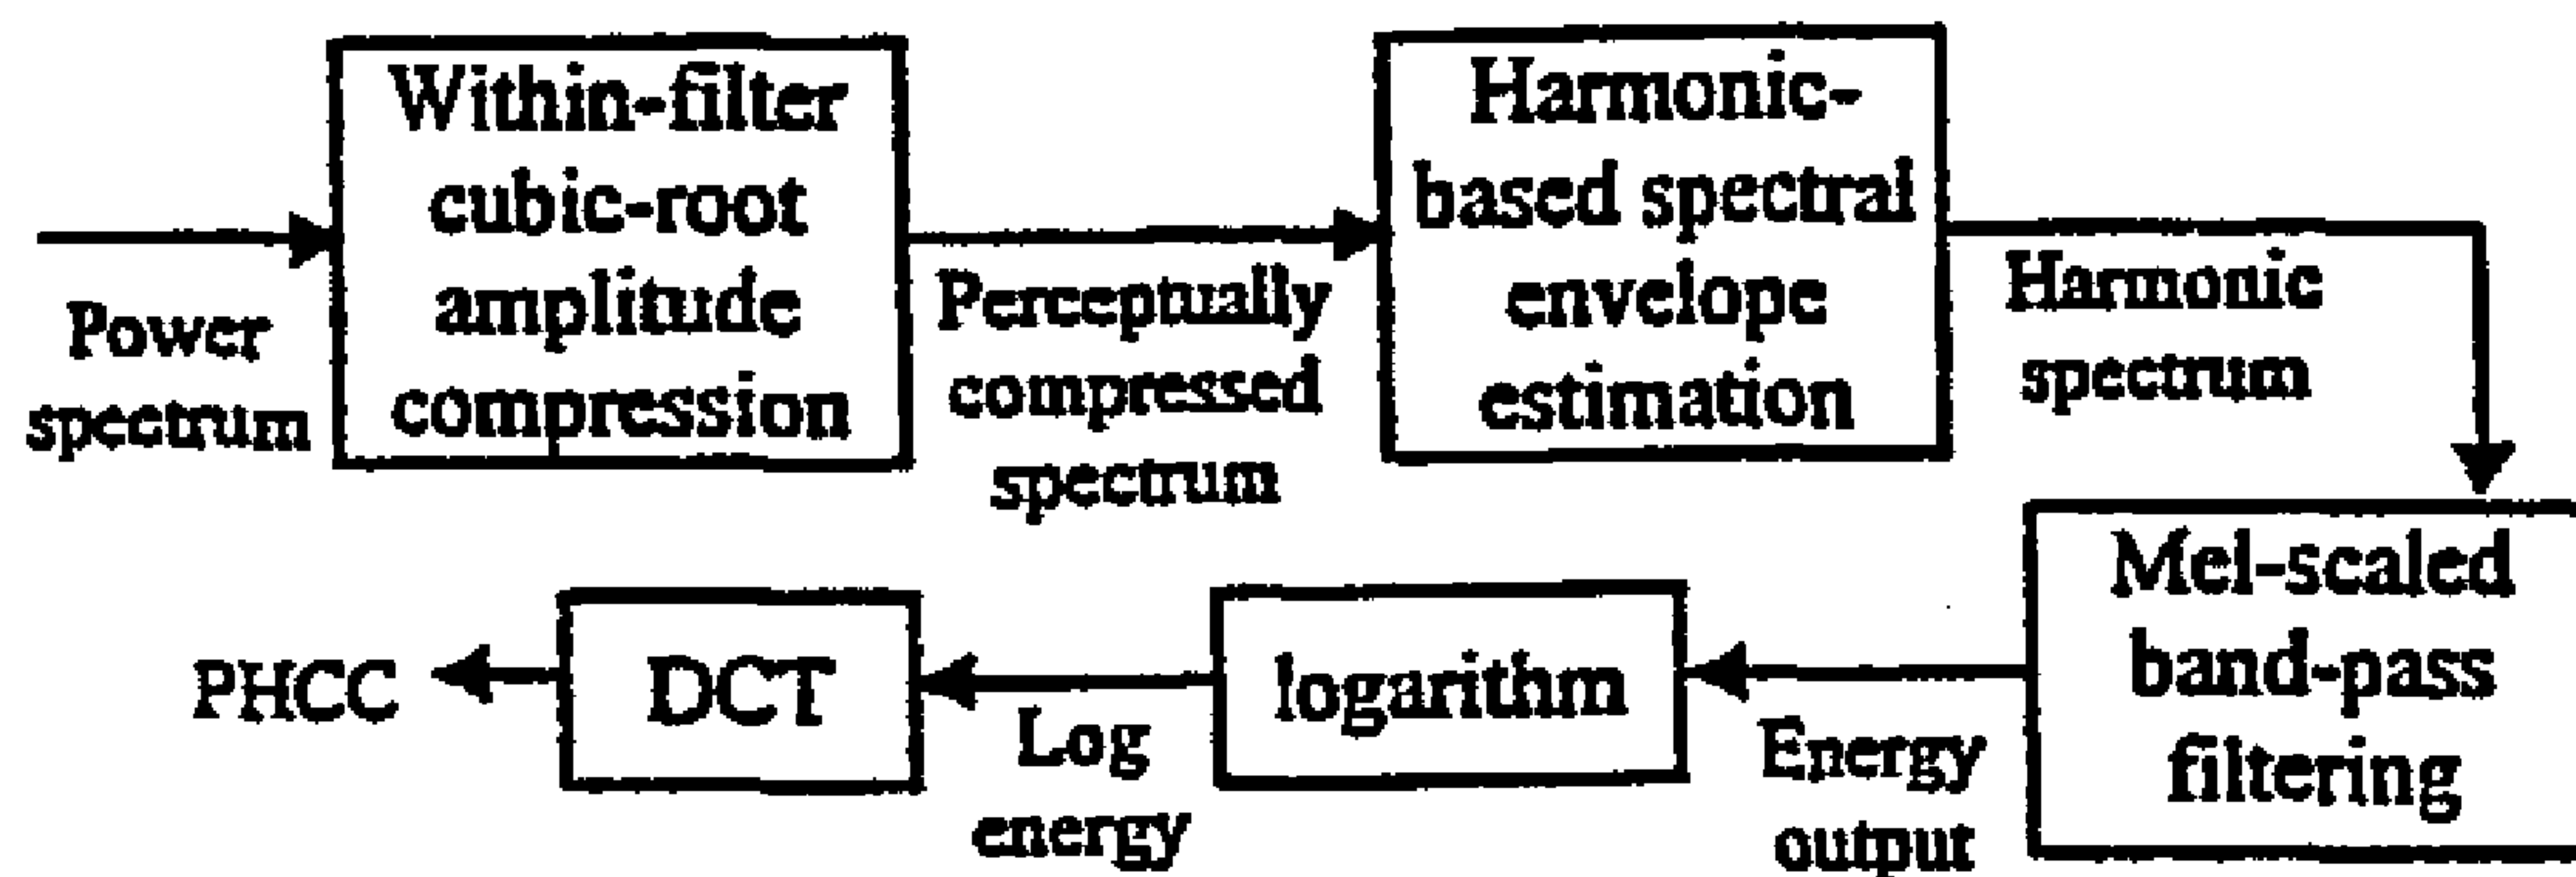 Power
spectrum
Within-filter
cubic-root
amplitude
compression
Perceptually
compressed
spectrum
Harmonic-
based spectral
envelope
estimation
Harmonic
spectrum
Mel-scaled
band-pass
filtering
Energy
output
logarithm
Log
energy
DCT
PHCC